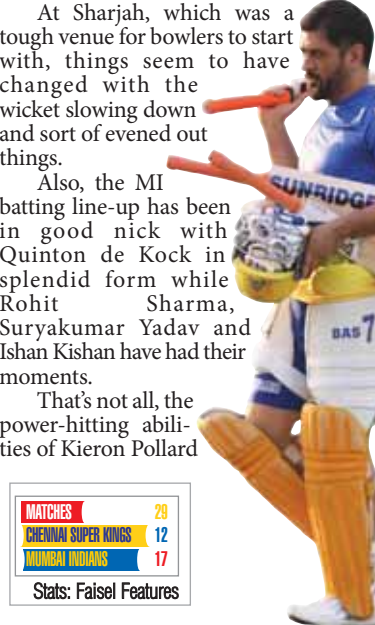 At Sharjah, which was a
tough venue for bowlers to start
with, things seem to have
changed with the
wicket slowing down
and sort of evened out
things.
Also, the MI
batting line-up has been
in good nick with
Quinton de Kock in
splendid form while
Rohit Sharma,
Suryakumar Yadav and
Ishan Kishan have had their
moments.
That's not all, the
power-hitting abili-
ties of Kieron Pollard
SUNRIDGE
BAS 7
MATCHES 29
CHENNAI SUPER KINGS 12
MUMBAI INDIANS 17
Stats: Faisel Features